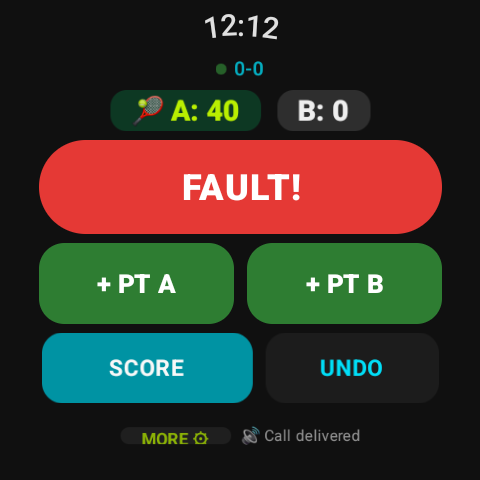 12:12
0-0
A: 40 B: 0
FAULT!
+ PT A + PT B
SCORE UNDO
MORE ⚙ 🔊 Call delivered